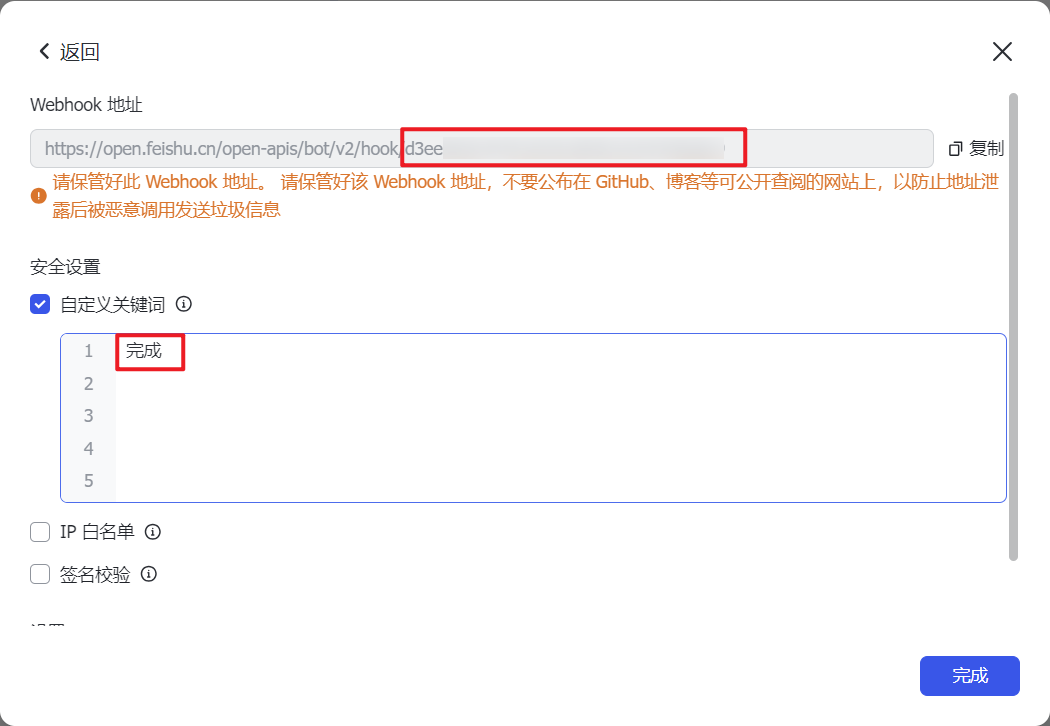 返回
Webhook 地址
https://open.feishu.cn/open-apis/bot/v2/hook/d3ee
复制
请保管好此 Webhook 地址。 请保管好该 Webhook 地址，不要公布在 GitHub、博客等可公开查阅的网站上，以防止地址泄
露后被恶意调用发送垃圾信息
安全设置
自定义关键词
1 完成
2
3
4
5
IP 白名单
签名校验
完成